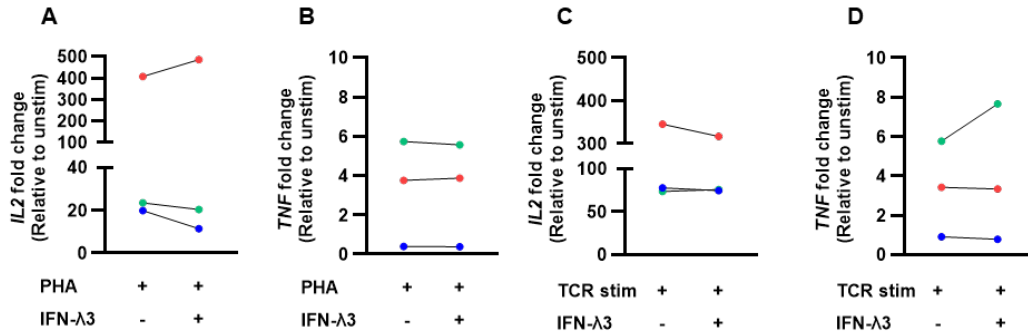 A
IL2 fold change
(Relative to unstim)
500
400
300
200
100
40
20
0
PHA + +
IFN-λ3 - +
B
TNF fold change
(Relative to unstim)
10
8
6
4
2
0
PHA + +
IFN-λ3 - +
C
IL2 fold change
(Relative to unstim)
500
400
300
100
50
0
TCR stim + +
IFN-λ3 - +
D
TNF fold change
(Relative to unstim)
10
8
6
4
2
0
TCR stim + +
IFN-λ3 - +